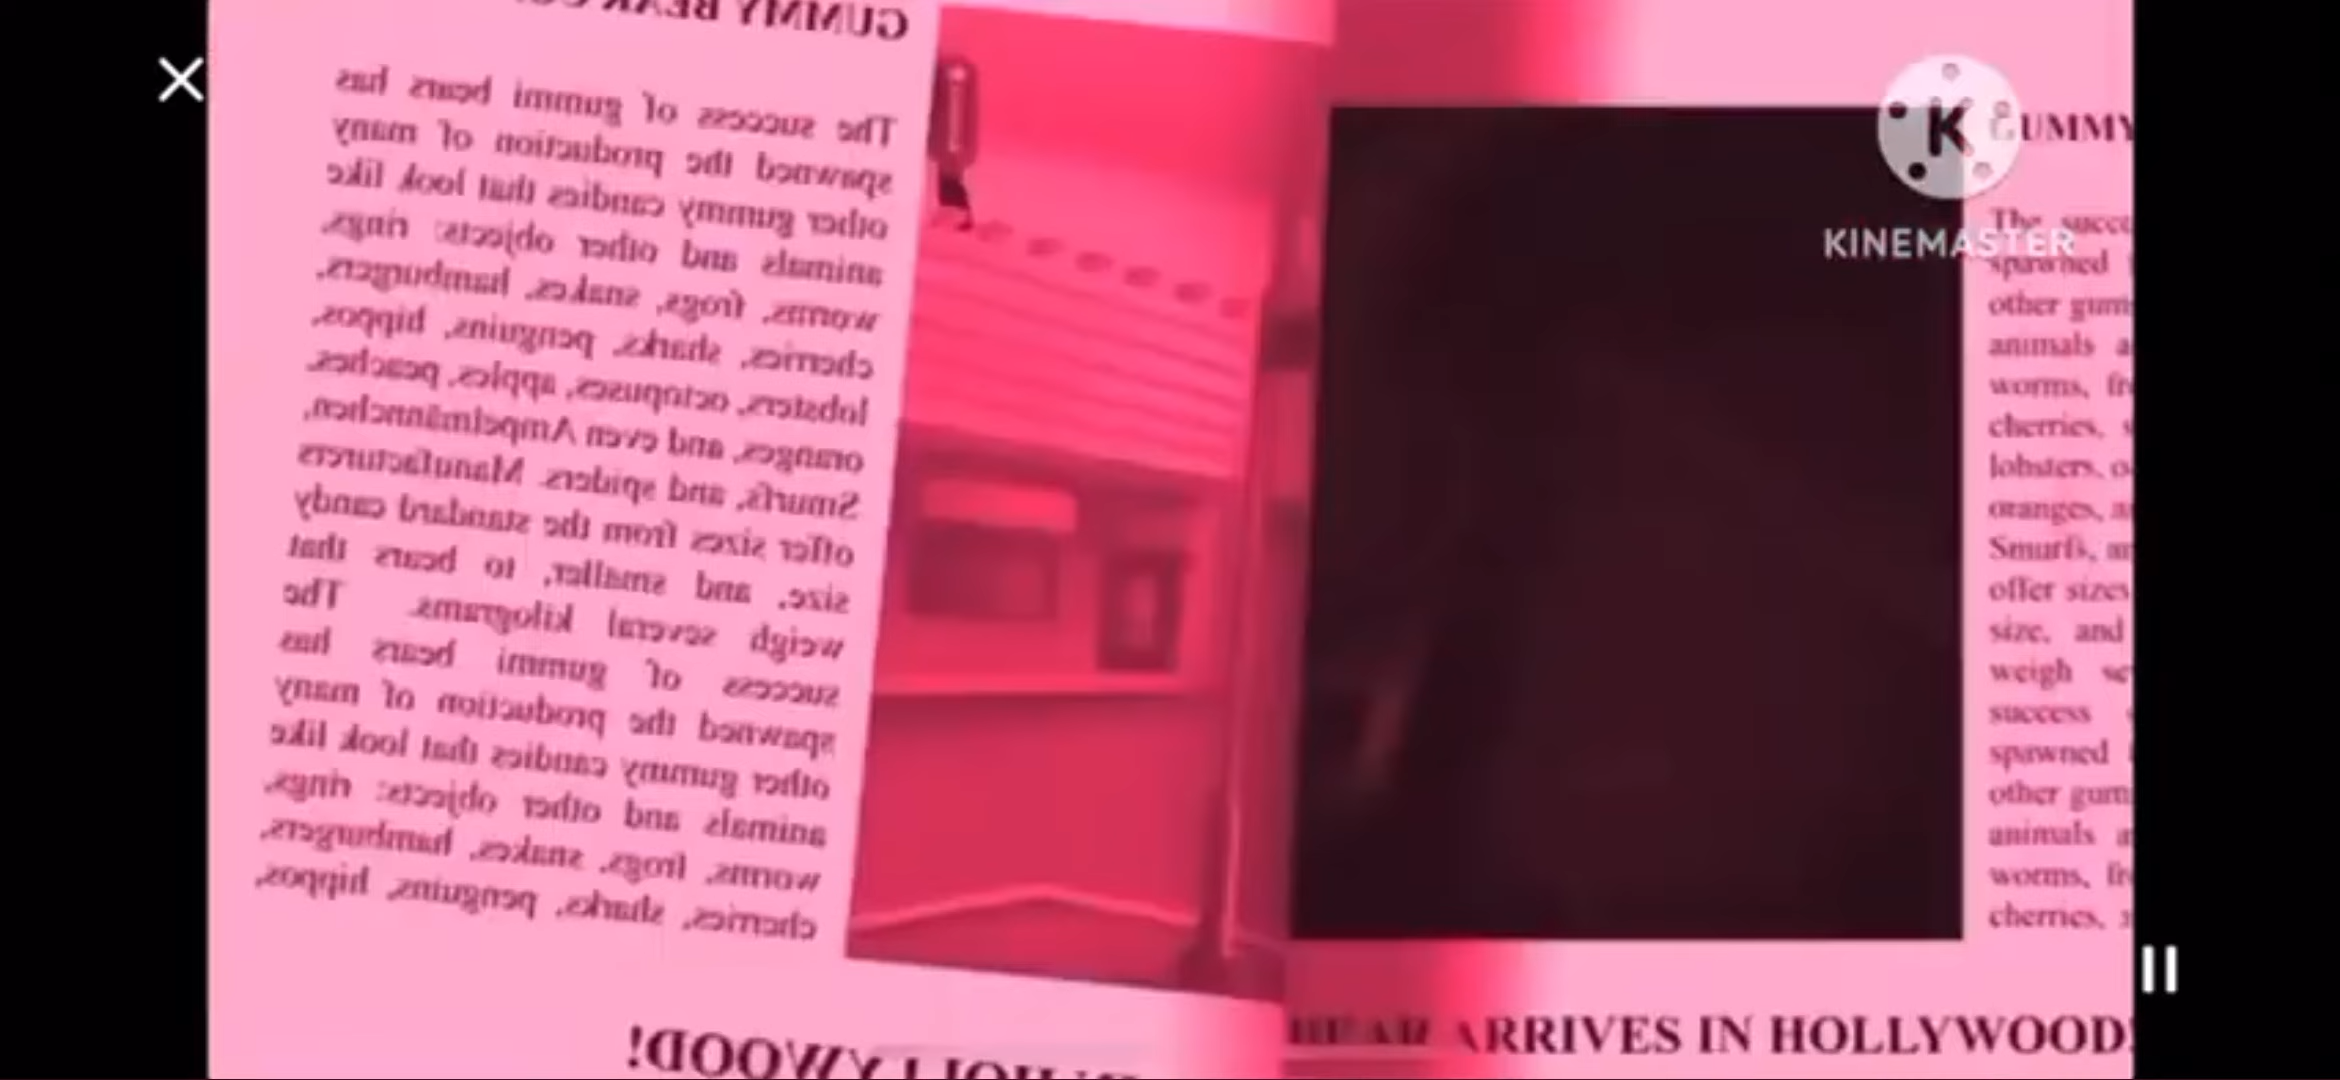 GUMMY BEAR
The success of gummi bears has
spawned the production of many
other gummy candies that look like
animals and other objects: rings,
worms, frogs, snakes, hamburgers,
cherries, sharks, penguins, hippos,
lobsters, octopuses, apples, peaches,
oranges, and even Ampelmännchen,
Smurfs, and spiders. Manufacturers
offer sizes from the standard candy
size, and smaller, to bears that
weigh several kilograms. The
success of gummi bears has
spawned the production of many
other gummy candies that look like
animals and other objects: rings,
worms, frogs, snakes, hamburgers,
cherries, sharks, penguins, hippos,
HOLLYWOOD!
K
KINEMASTER
GUMMY
The
spawned
other
animals
worms,
cherries,
lobsters,
oranges,
Smurfs,
offer sizes
size, and
weigh
success
spawned
other
animals
worms,
cherries,
BEAR ARRIVES IN HOLLYWOOD!